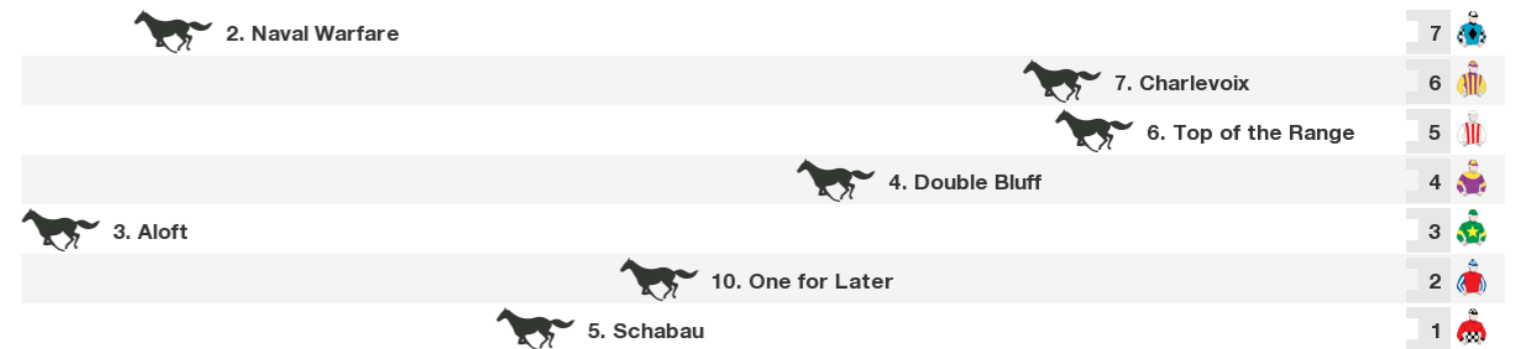 2. Naval Warfare 7
7. Charlevoix 6
6. Top of the Range 5
4. Double Bluff 4
3. Aloft 3
10. One for Later 2
5. Schabau 1